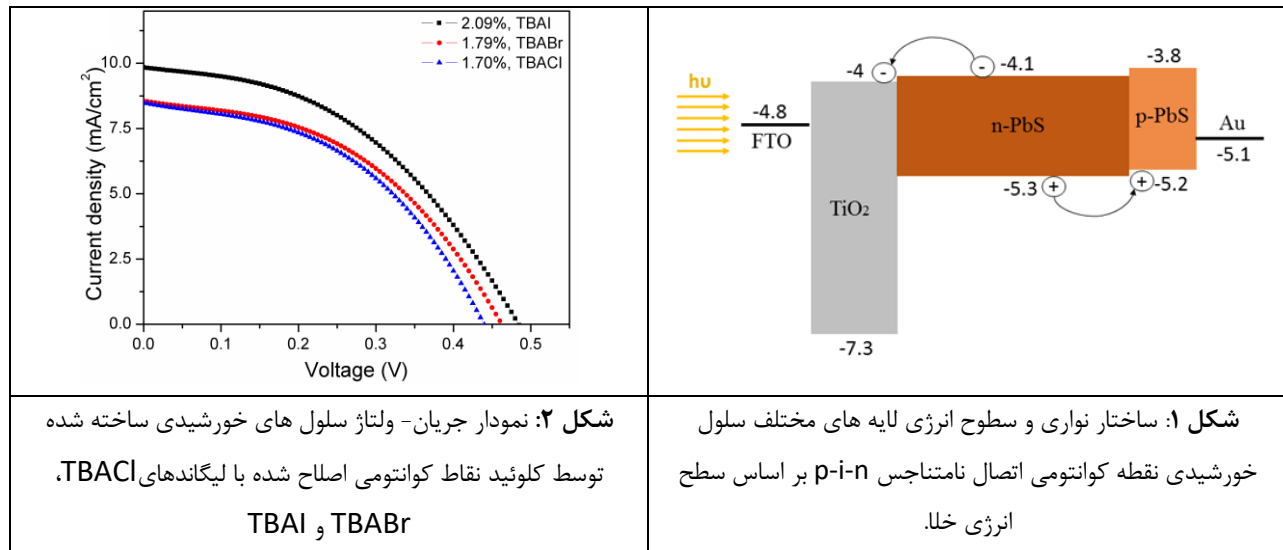 2.09%, TBAI
1.79%, TBABr
1.70%, TBACl
10.0
7.5
5.0
2.5
0.0
Current density (mA/cm²)
0.0 0.1 0.2 0.3 0.4 0.5
Voltage (V)
hυ
-4.8
FTO
-4
-
-
-4.1
-3.8
TiO₂
n-PbS
p-PbS
Au
-5.1
-5.3
+
+
-5.2
-7.3
شکل ۱: ساختار نواری و سطوح انرژی لایه های مختلف سلول
خورشیدی نقطه کوانتومی اتصال نامتناجس p-i-n بر اساس سطح
انرژی خلا.
شکل ۲: نمودار جریان- ولتاژ سلول های خورشیدی ساخته شده
توسط کلوئید نقاط کوانتومی اصلاح شده با لیگاندهای TBACl،
TBABr و TBAI